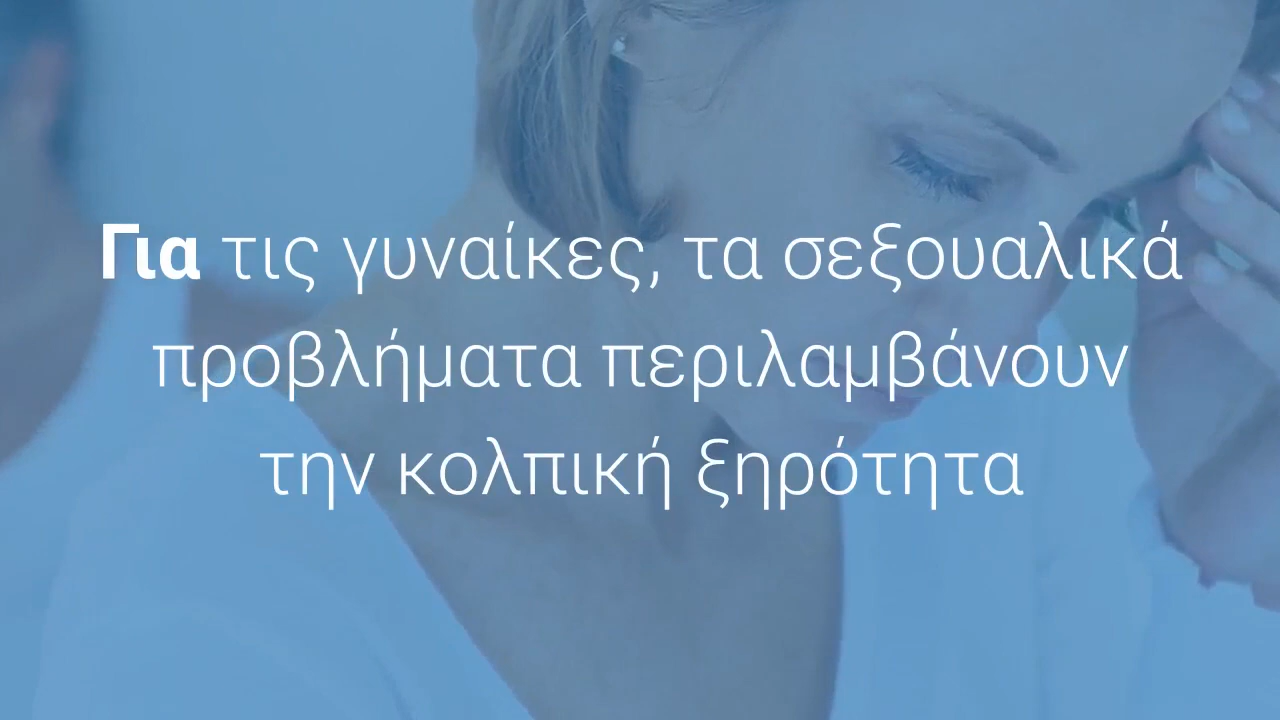 Για τις γυναίκες, τα σεξουαλικά
προβλήματα περιλαμβάνουν
την κολπική ξηρότητα